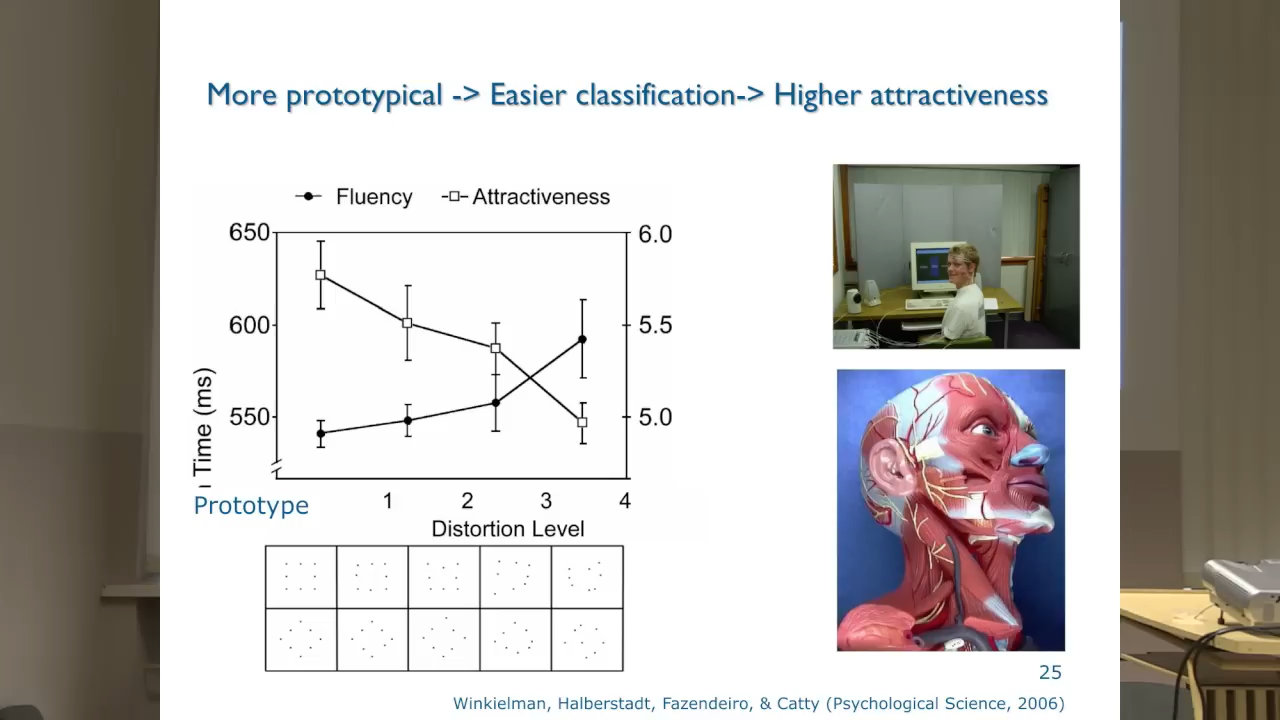 More prototypical -> Easier classification-> Higher attractiveness
Fluency Attractiveness
650
600
550
6.0
5.5
5.0
Time (ms)
Prototype 1 2 3 4
Distortion Level
25
Winkielman, Halberstadt, Fazendeiro, & Catty (Psychological Science, 2006)